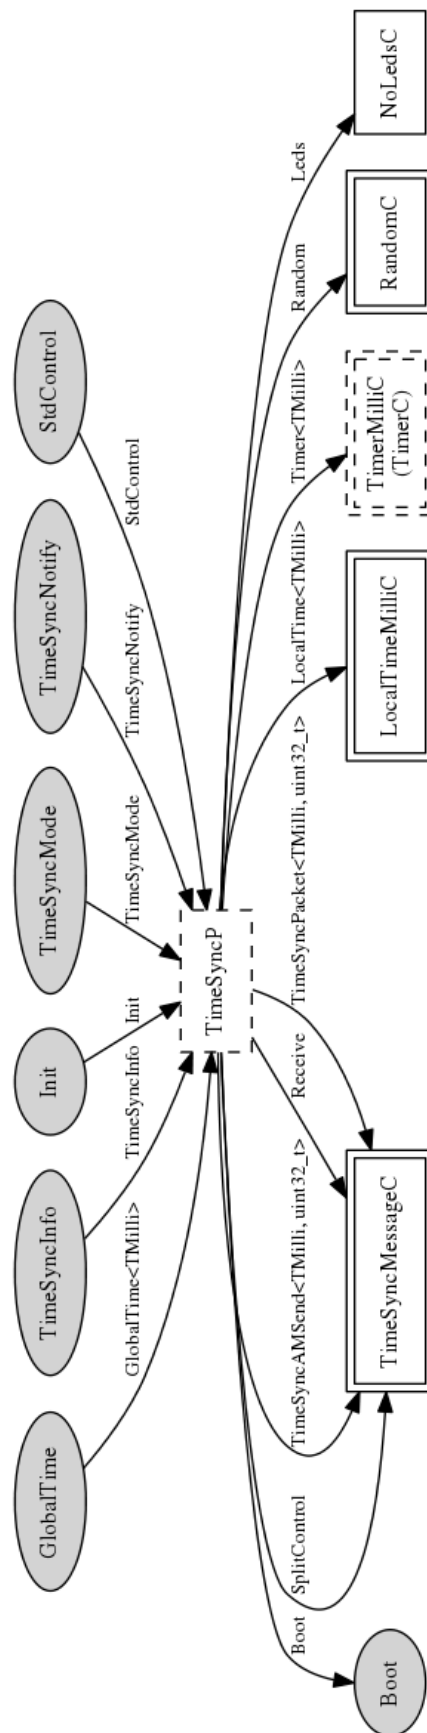 GlobalTime
TimeSyncInfo
Init
TimeSyncMode
TimeSyncNotify
StdControl
GlobalTime<TMilli>
TimeSyncInfo
Init
TimeSyncMode
TimeSyncNotify
StdControl
TimeSyncP
Boot
SplitControl
TimeSyncAMSend<TMilli, uint32_t>
Receive
TimeSyncPacket<TMilli, uint32_t>
LocalTime<TMilli>
Timer<TMilli>
Random
Leds
Boot
TimeSyncMessageC
LocalTimeMilliC
TimerMilliC
(TimerC)
RandomC
NoLedsC